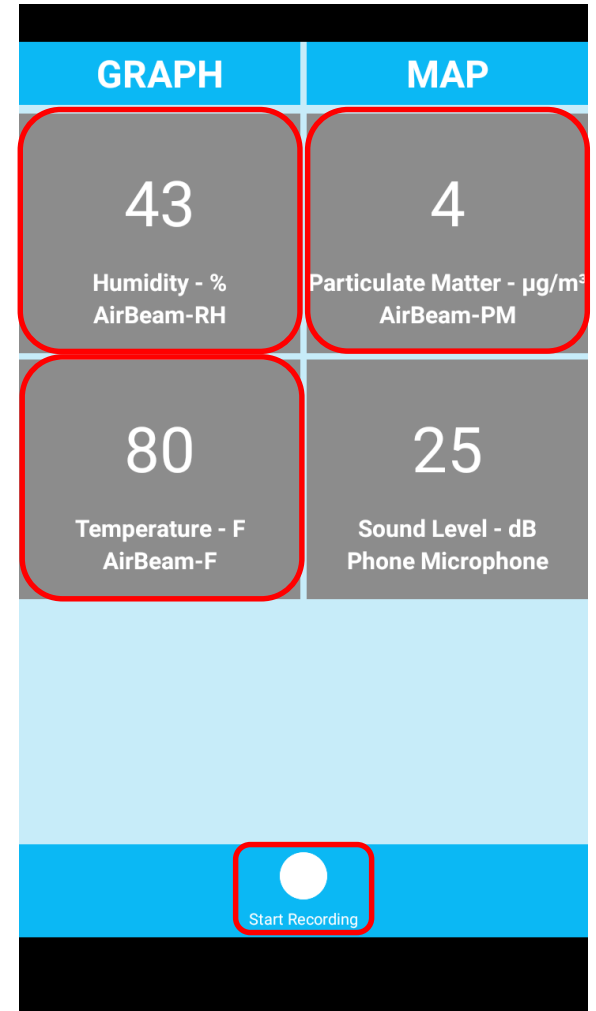 GRAPH
MAP
43
Humidity - %
AirBeam-RH
4
Particulate Matter - µg/m³
AirBeam-PM
80
Temperature - F
AirBeam-F
25
Sound Level - dB
Phone Microphone
Start Recording